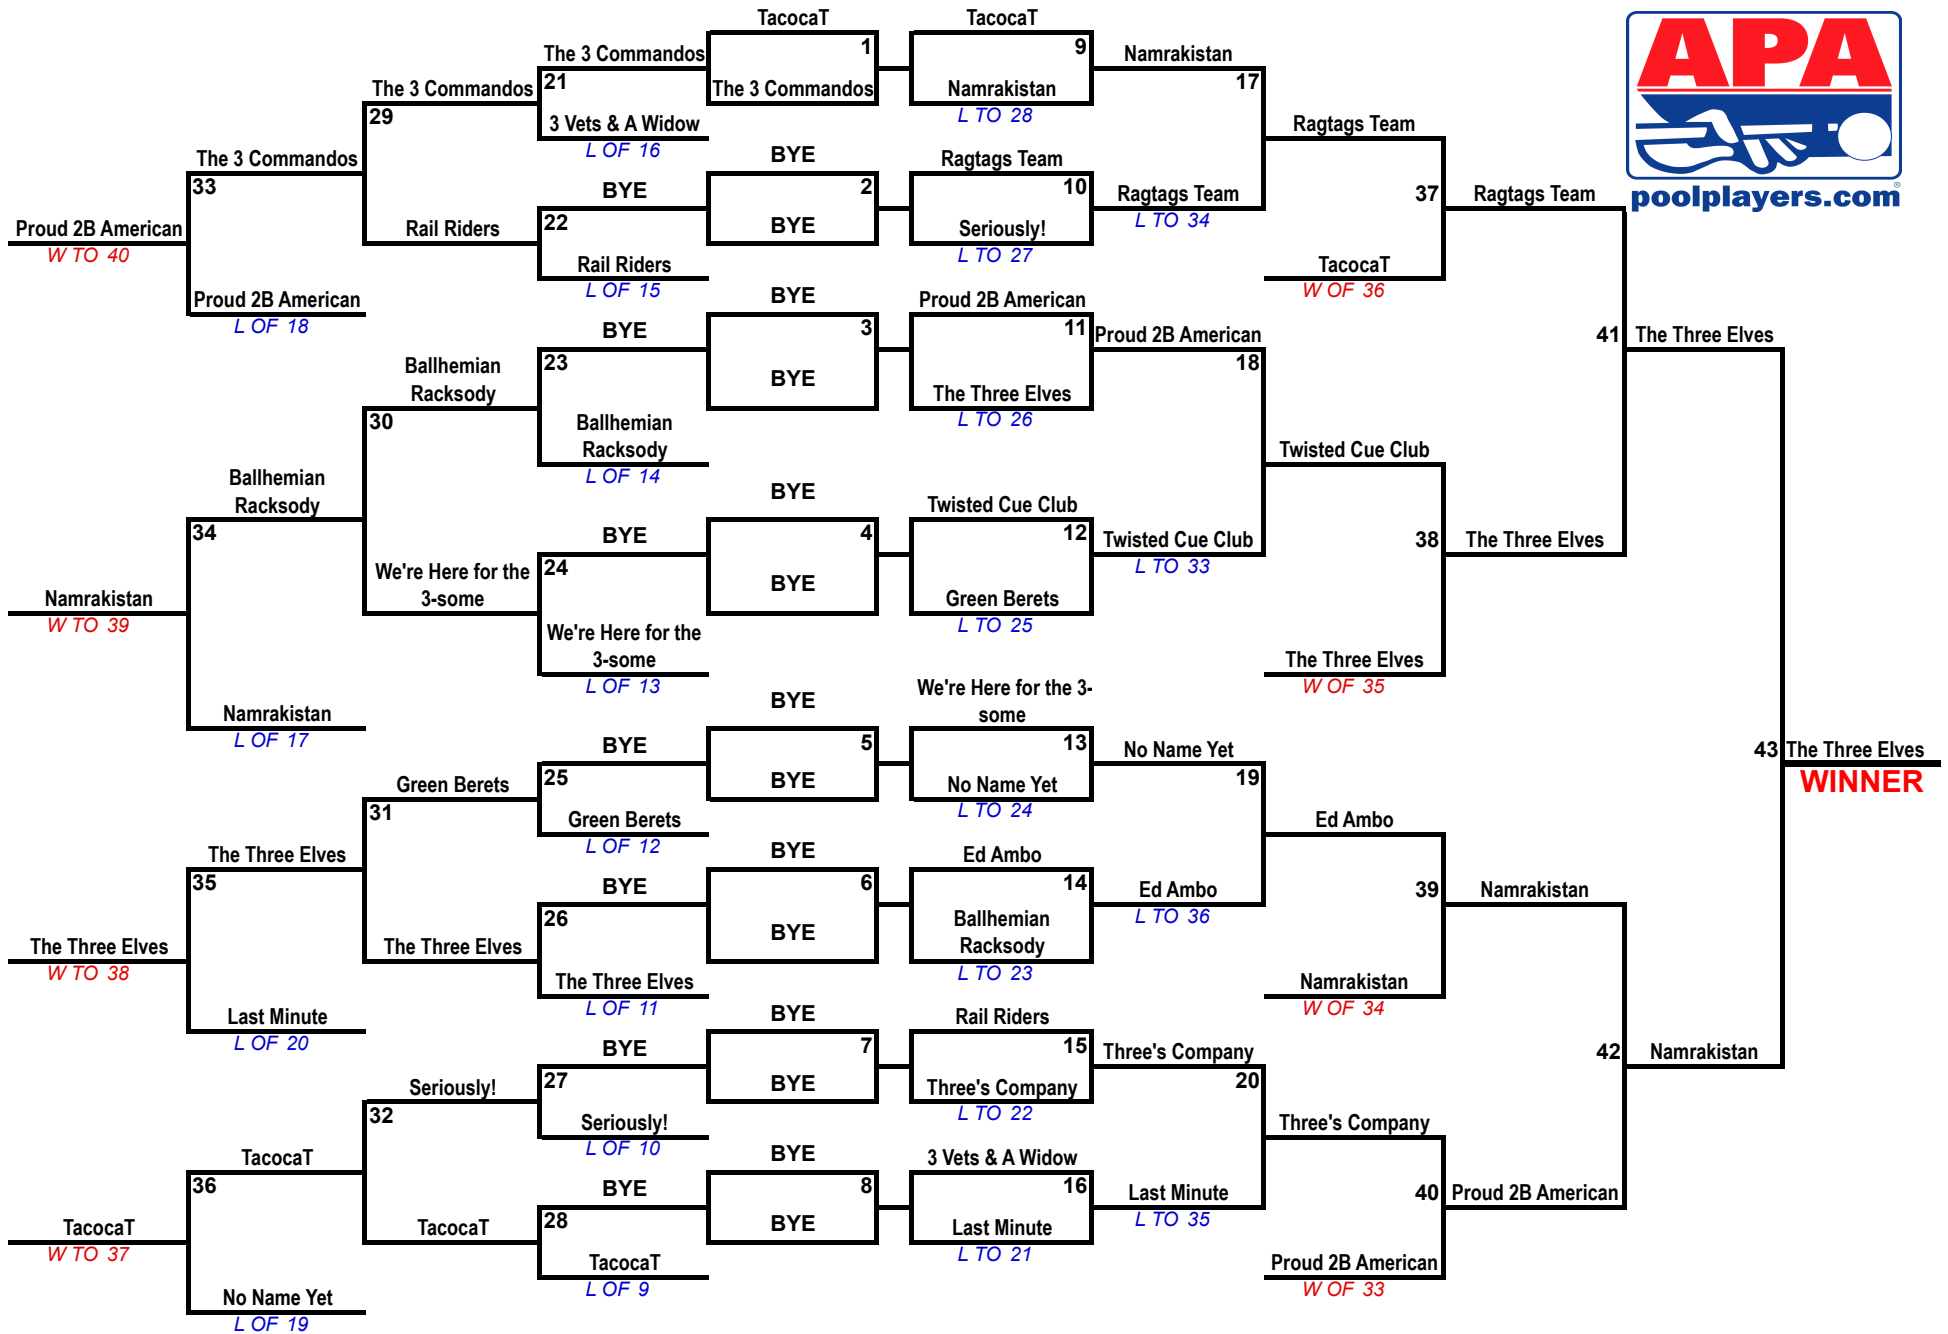 TacocaT
TacocaT
The 3 Commandos
1
9
Namrakistan
APA
The 3 Commandos
21
The 3 Commandos
Namrakistan
17
29
3 Vets & A Widow
L TO 28
Ragtags Team
L OF 16
BYE
Ragtags Team
The 3 Commandos
33
BYE
2
10
Ragtags Team
37
Ragtags Team
poolplayers.com
®
Proud 2B American
W TO 40
Rail Riders
22
BYE
Seriously!
L TO 34
L TO 27
Rail Riders
L OF 15
TacocaT
W OF 36
Proud 2B American
L OF 18
BYE
Proud 2B American
BYE
3
11
Proud 2B American
41
The Three Elves
Ballhemian
Racksody
23
BYE
The Three Elves
18
30
Ballhemian
Racksody
L TO 26
L OF 14
Twisted Cue Club
Ballhemian
Racksody
BYE
Twisted Cue Club
34
BYE
4
12
Twisted Cue Club
38
The Three Elves
We're Here for the
3-some
24
BYE
Green Berets
L TO 33
Namrakistan
W TO 39
We're Here for the
3-some
L TO 25
L OF 13
The Three Elves
W OF 35
Namrakistan
L OF 17
BYE
We're Here for the 3-
some
BYE
5
13
No Name Yet
43
The Three Elves
WINNER
Green Berets
25
BYE
No Name Yet
19
31
Green Berets
L TO 24
L OF 12
Ed Ambo
The Three Elves
BYE
Ed Ambo
35
BYE
6
14
Ed Ambo
39
Namrakistan
The Three Elves
26
BYE
Ballhemian
Racksody
L TO 36
The Three Elves
W TO 38
L TO 23
The Three Elves
L OF 11
Namrakistan
W OF 34
Last Minute
L OF 20
BYE
Rail Riders
BYE
7
15
Three's Company
42
Namrakistan
Seriously!
27
BYE
Three's Company
20
32
Seriously!
L TO 22
L OF 10
Three's Company
TacocaT
BYE
3 Vets & A Widow
36
BYE
8
16
Last Minute
40
Proud 2B American
TacocaT
28
BYE
Last Minute
L TO 35
TacocaT
W TO 37
L TO 21
TacocaT
L OF 9
Proud 2B American
W OF 33
No Name Yet
L OF 19